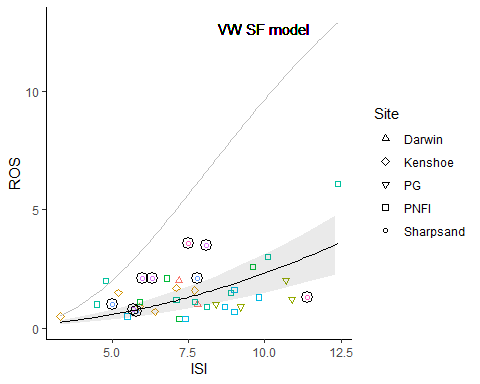 VW SF model
10
5
0
ROS
5.0
7.5
10.0
12.5
ISI
Site
Darwin
Kenshoe
PG
PNFI
Sharpsand